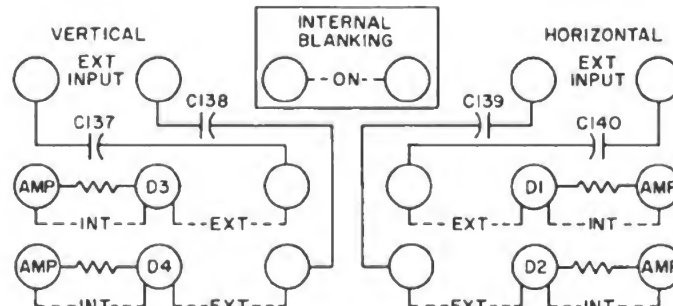 VERTICAL
EXT
INPUT
C137
C138
INTERNAL
BLANKING
ON
HORIZONTAL
EXT
INPUT
C139
C140
AMP D3
INT EXT
D1 AMP
EXT INT
AMP D4
INT EXT
D2 AMP
EXT INT